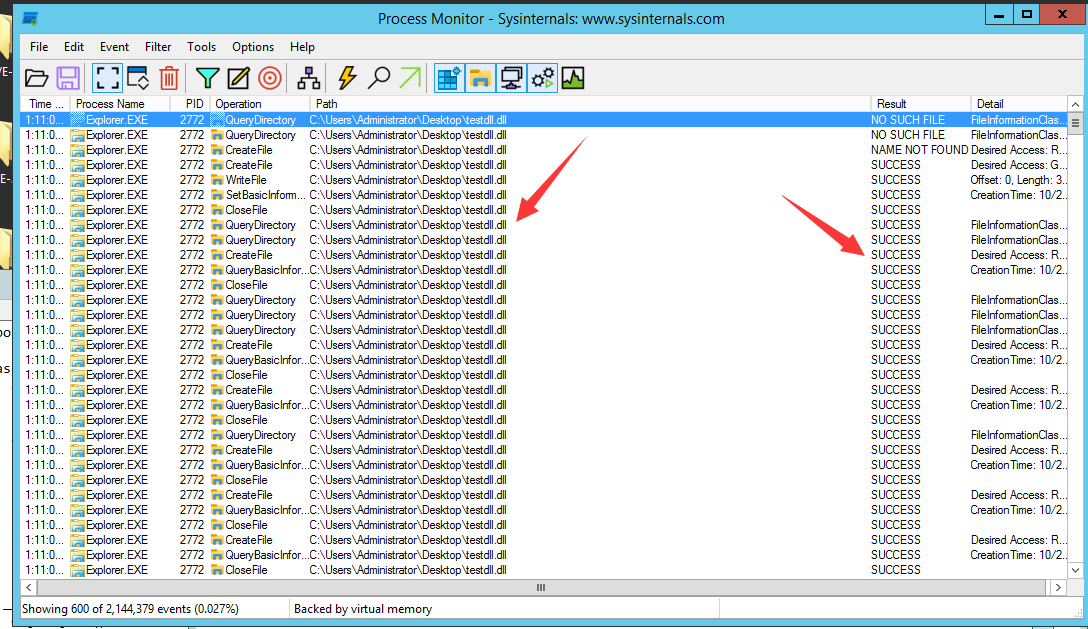 Process Monitor - Sysinternals: www.sysinternals.com
File Edit Event Filter Tools Options Help
Time ... Process Name PID Operation Path Result Detail
1:11:0... Explorer.EXE 2772 QueryDirectory C:\Users\Administrator\Desktop\testdll.dll NO SUCH FILE FileInformationClas...
1:11:0... Explorer.EXE 2772 QueryDirectory C:\Users\Administrator\Desktop\testdll.dll NO SUCH FILE FileInformationClas...
1:11:0... Explorer.EXE 2772 CreateFile C:\Users\Administrator\Desktop\testdll.dll NAME NOT FOUND Desired Access: R...
1:11:0... Explorer.EXE 2772 CreateFile C:\Users\Administrator\Desktop\testdll.dll SUCCESS Desired Access: G...
1:11:0... Explorer.EXE 2772 WriteFile C:\Users\Administrator\Desktop\testdll.dll SUCCESS Offset: 0, Length: 3...
1:11:0... Explorer.EXE 2772 SetBasicInform... C:\Users\Administrator\Desktop\testdll.dll SUCCESS CreationTime: 10/2...
1:11:0... Explorer.EXE 2772 CloseFile C:\Users\Administrator\Desktop\testdll.dll SUCCESS
1:11:0... Explorer.EXE 2772 QueryDirectory C:\Users\Administrator\Desktop\testdll.dll SUCCESS FileInformationClas...
1:11:0... Explorer.EXE 2772 QueryDirectory C:\Users\Administrator\Desktop\testdll.dll SUCCESS FileInformationClas...
1:11:0... Explorer.EXE 2772 CreateFile C:\Users\Administrator\Desktop\testdll.dll SUCCESS Desired Access: R...
1:11:0... Explorer.EXE 2772 QueryBasicInfor... C:\Users\Administrator\Desktop\testdll.dll SUCCESS CreationTime: 10/2...
1:11:0... Explorer.EXE 2772 CloseFile C:\Users\Administrator\Desktop\testdll.dll SUCCESS
1:11:0... Explorer.EXE 2772 QueryDirectory C:\Users\Administrator\Desktop\testdll.dll SUCCESS FileInformationClas...
1:11:0... Explorer.EXE 2772 QueryDirectory C:\Users\Administrator\Desktop\testdll.dll SUCCESS FileInformationClas...
1:11:0... Explorer.EXE 2772 QueryDirectory C:\Users\Administrator\Desktop\testdll.dll SUCCESS FileInformationClas...
1:11:0... Explorer.EXE 2772 CreateFile C:\Users\Administrator\Desktop\testdll.dll SUCCESS Desired Access: R...
1:11:0... Explorer.EXE 2772 QueryBasicInfor... C:\Users\Administrator\Desktop\testdll.dll SUCCESS CreationTime: 10/2...
1:11:0... Explorer.EXE 2772 CloseFile C:\Users\Administrator\Desktop\testdll.dll SUCCESS
1:11:0... Explorer.EXE 2772 CreateFile C:\Users\Administrator\Desktop\testdll.dll SUCCESS Desired Access: R...
1:11:0... Explorer.EXE 2772 QueryBasicInfor... C:\Users\Administrator\Desktop\testdll.dll SUCCESS CreationTime: 10/2...
1:11:0... Explorer.EXE 2772 CloseFile C:\Users\Administrator\Desktop\testdll.dll SUCCESS
1:11:0... Explorer.EXE 2772 QueryDirectory C:\Users\Administrator\Desktop\testdll.dll SUCCESS FileInformationClas...
1:11:0... Explorer.EXE 2772 CreateFile C:\Users\Administrator\Desktop\testdll.dll SUCCESS Desired Access: R...
1:11:0... Explorer.EXE 2772 QueryBasicInfor... C:\Users\Administrator\Desktop\testdll.dll SUCCESS CreationTime: 10/2...
1:11:0... Explorer.EXE 2772 CloseFile C:\Users\Administrator\Desktop\testdll.dll SUCCESS
1:11:0... Explorer.EXE 2772 CreateFile C:\Users\Administrator\Desktop\testdll.dll SUCCESS Desired Access: R...
1:11:0... Explorer.EXE 2772 QueryBasicInfor... C:\Users\Administrator\Desktop\testdll.dll SUCCESS CreationTime: 10/2...
1:11:0... Explorer.EXE 2772 CloseFile C:\Users\Administrator\Desktop\testdll.dll SUCCESS
1:11:0... Explorer.EXE 2772 CreateFile C:\Users\Administrator\Desktop\testdll.dll SUCCESS Desired Access: R...
1:11:0... Explorer.EXE 2772 QueryBasicInfor... C:\Users\Administrator\Desktop\testdll.dll SUCCESS CreationTime: 10/2...
1:11:0... Explorer.EXE 2772 CloseFile C:\Users\Administrator\Desktop\testdll.dll SUCCESS
Showing 600 of 2,144,379 events (0.027%) Backed by virtual memory